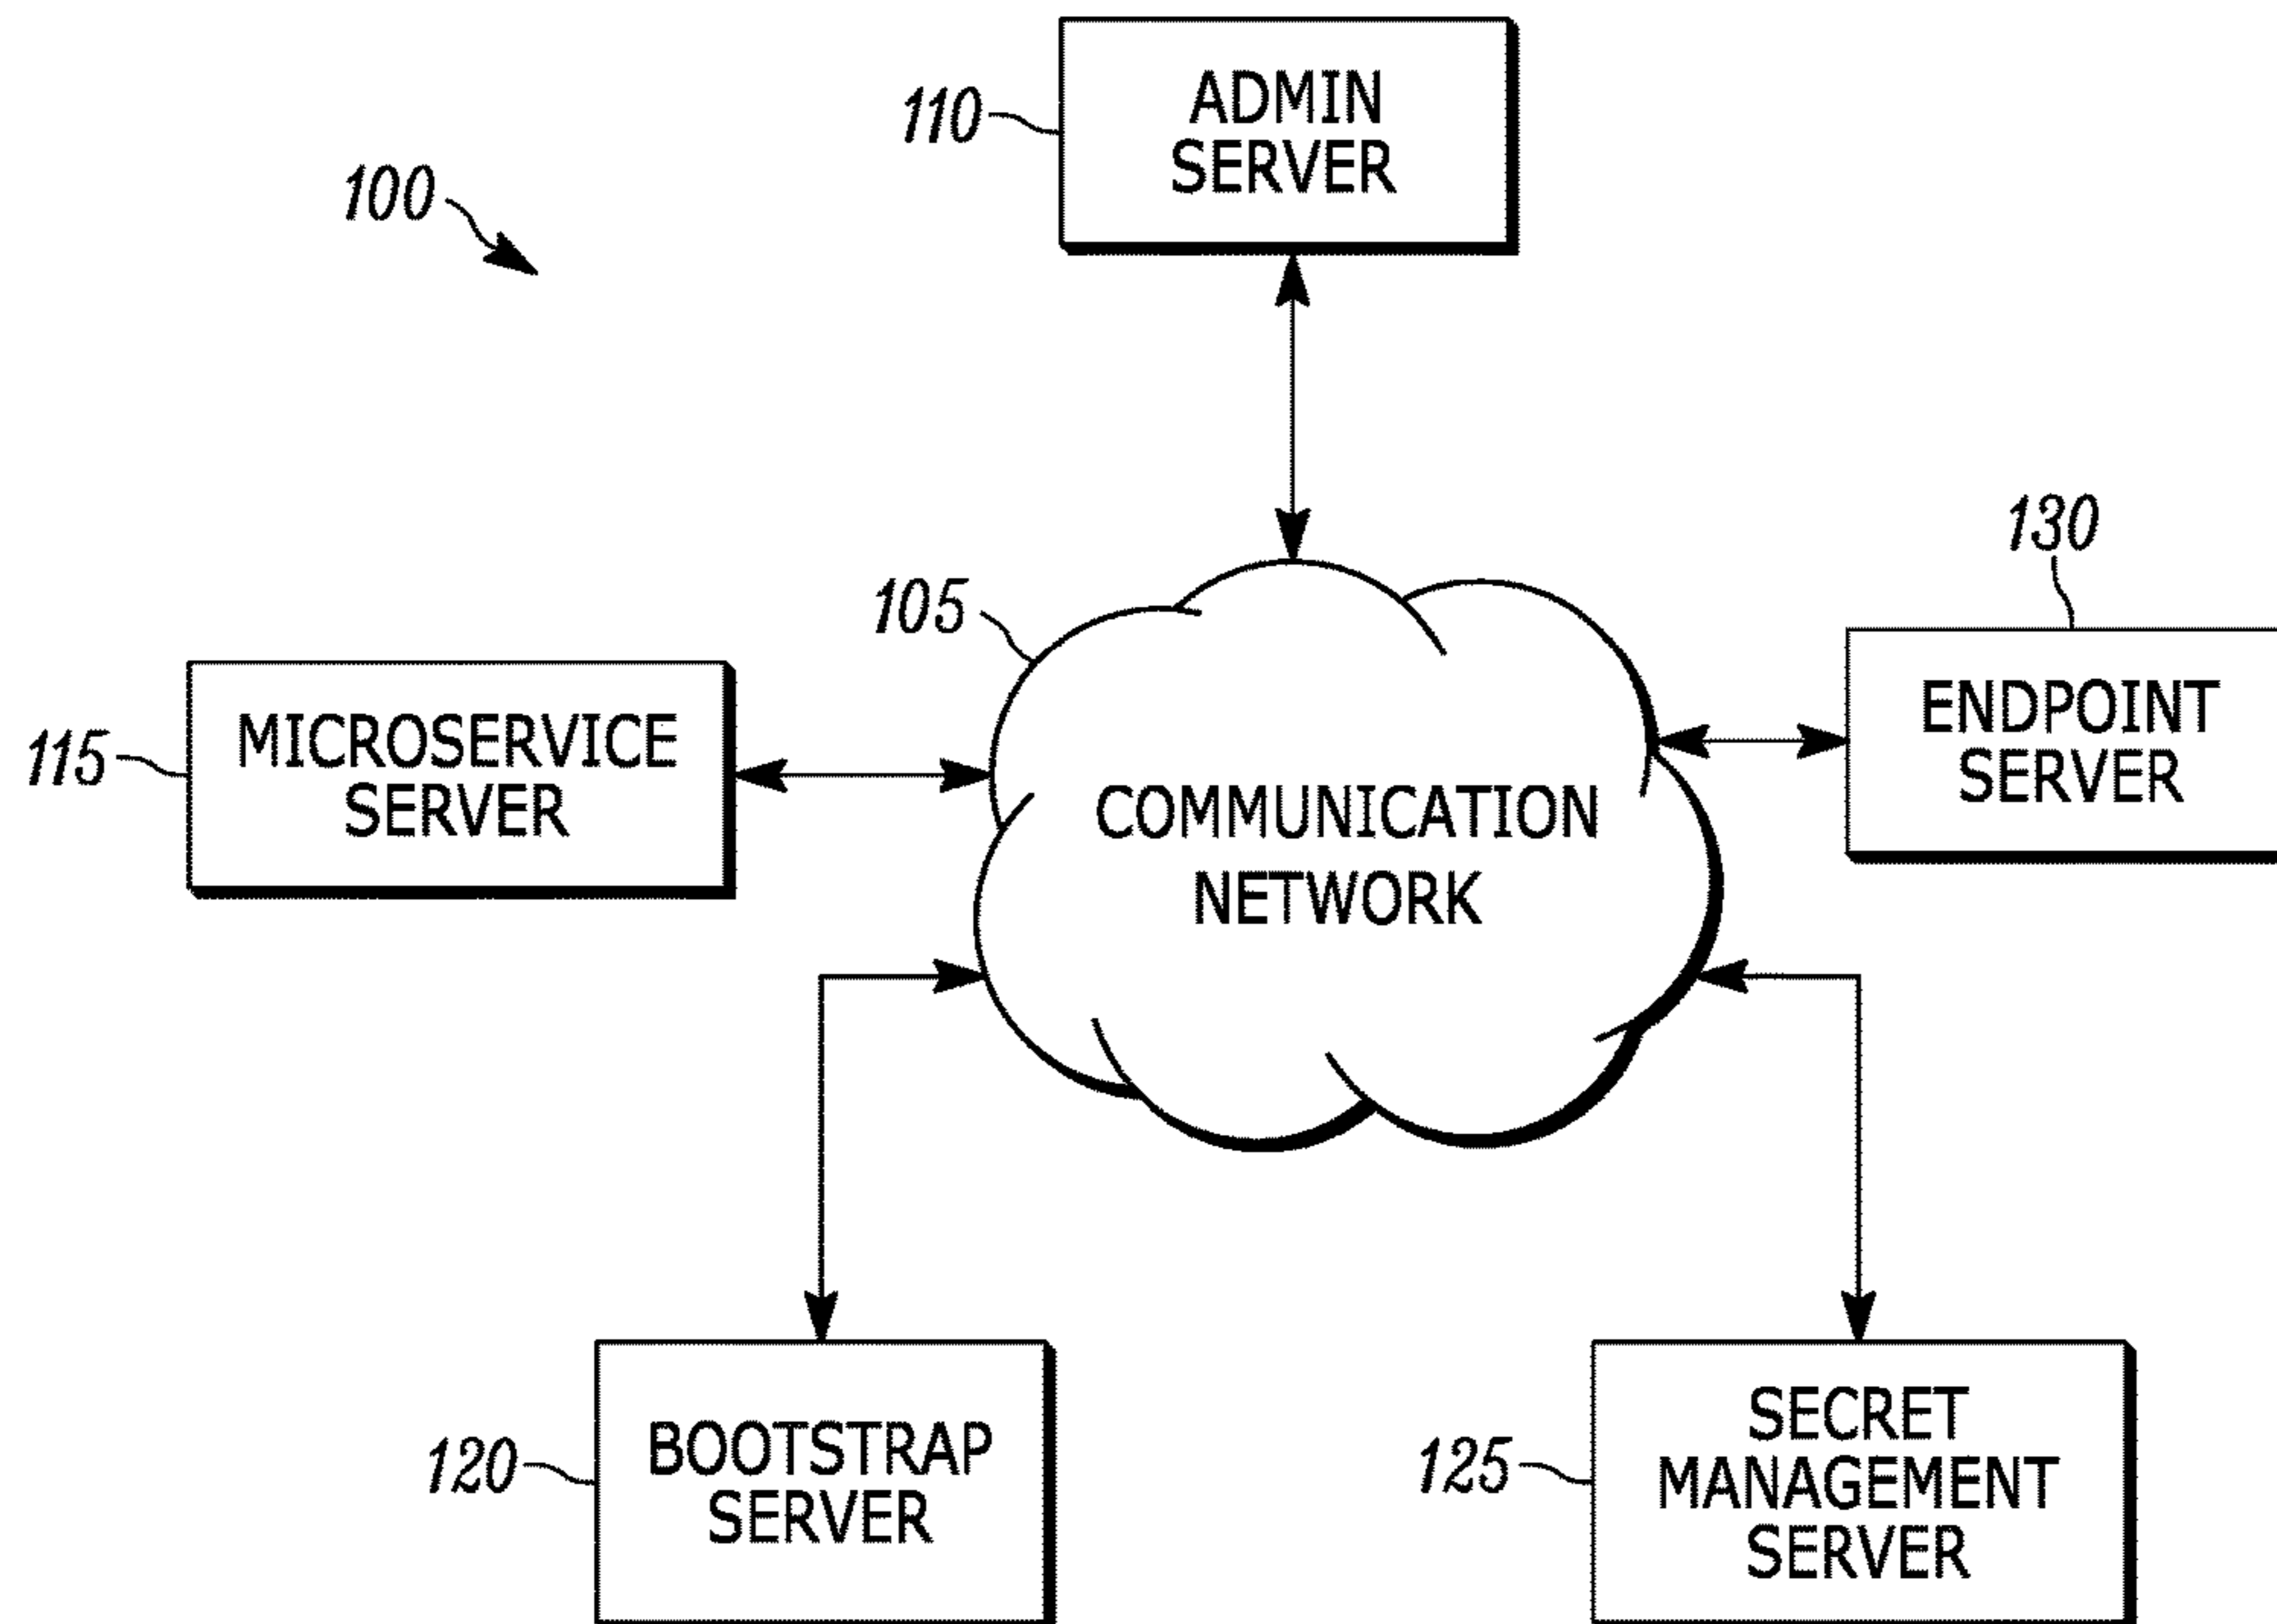 110
ADMIN
SERVER
100
130
105
ENDPOINT
SERVER
115
MICROSERVICE
SERVER
COMMUNICATION
NETWORK
120
BOOTSTRAP
SERVER
125
SECRET
MANAGEMENT
SERVER